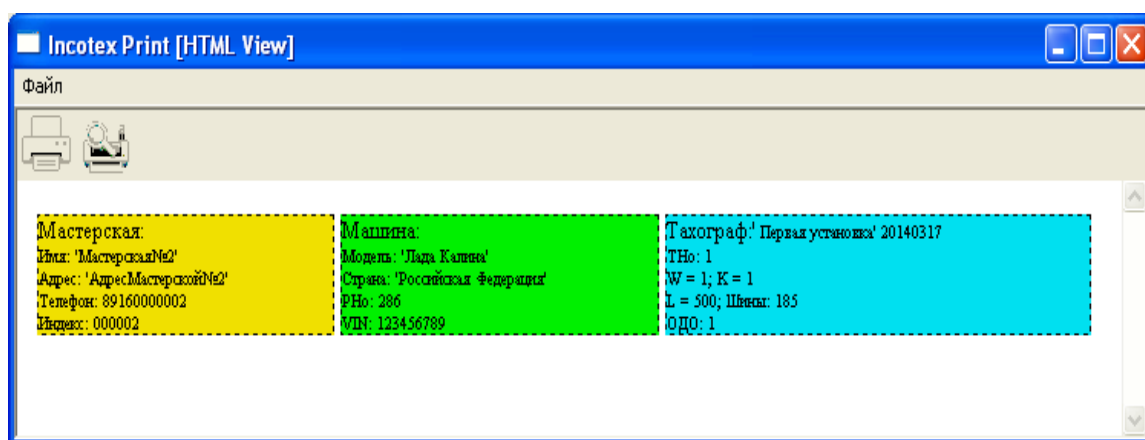 Incotex Print [HTML View]
Файл
Мастерская:
Имя: 'Мастерская№2'
Адрес: 'АдресМастерской№2'
Телефон: 89160000002
Индекс: 000002
Машина:
Модель: 'Лада Калина'
Страна: 'Российская Федерация'
РНо: 286
VIN: 123456789
Тахограф:' Первая установка' 20140317
ТНо: 1
W = 1; K = 1
L = 500; Шины: 185
ОДО: 1